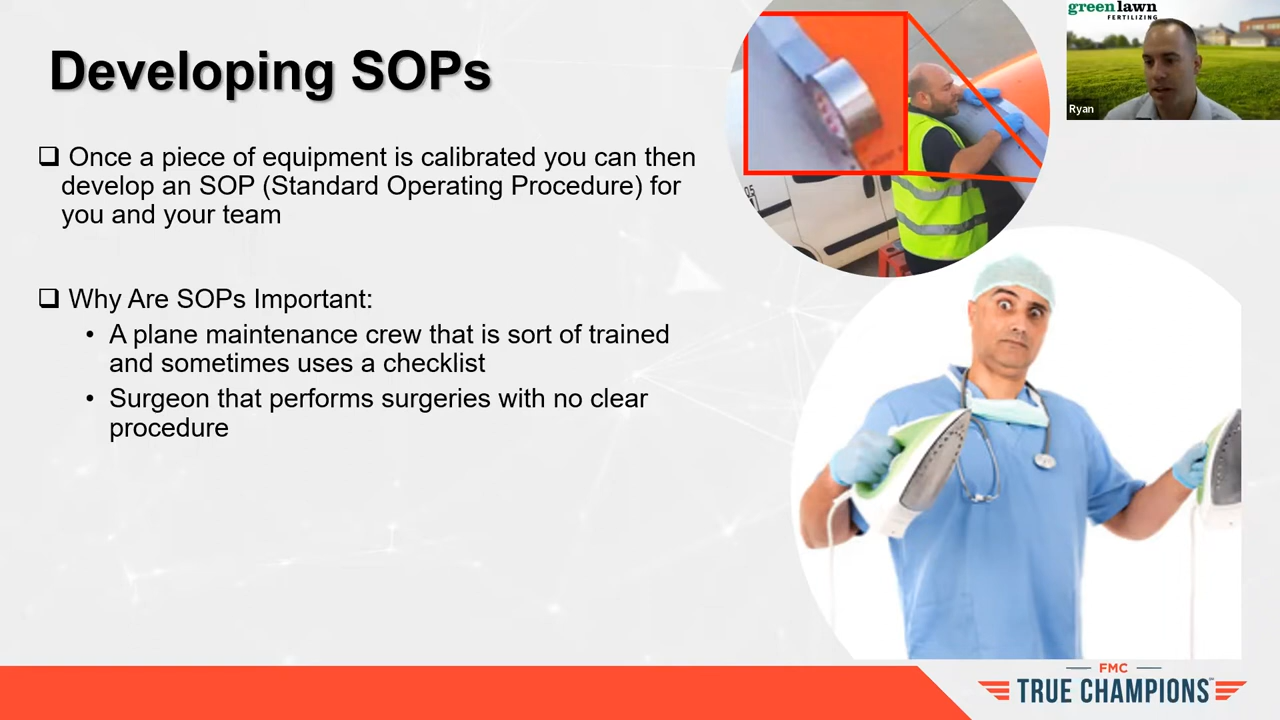 Developing SOPs
❑ Once a piece of equipment is calibrated you can then
develop an SOP (Standard Operating Procedure) for
you and your team
❑ Why Are SOPs Important:
• A plane maintenance crew that is sort of trained
and sometimes uses a checklist
• Surgeon that performs surgeries with no clear
procedure
green lawn
FERTILIZING
Ryan
FMC
TRUE CHAMPIONS